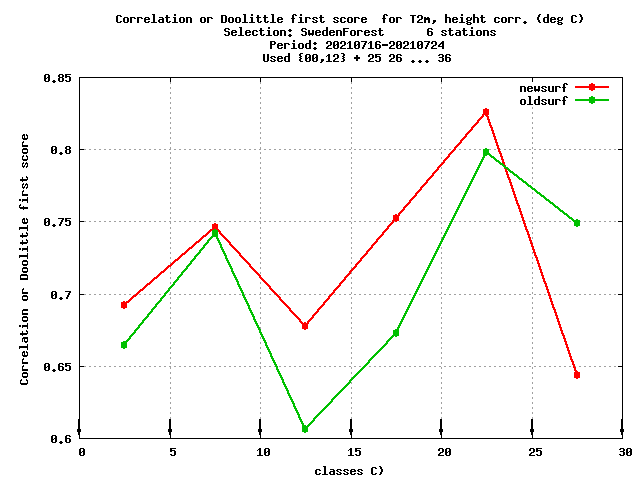 Correlation or Doolittle first score  for T2m, height corr. (deg C)
Selection: SwedenForest      6 stations
Period: 20210716-20210724
Used {00,12} + 25 26 ... 36
newsurf
oldsurf
Correlation or Doolittle first score
0.85
0.8
0.75
0.7
0.65
0.6
0 5 10 15 20 25 30
classes C)